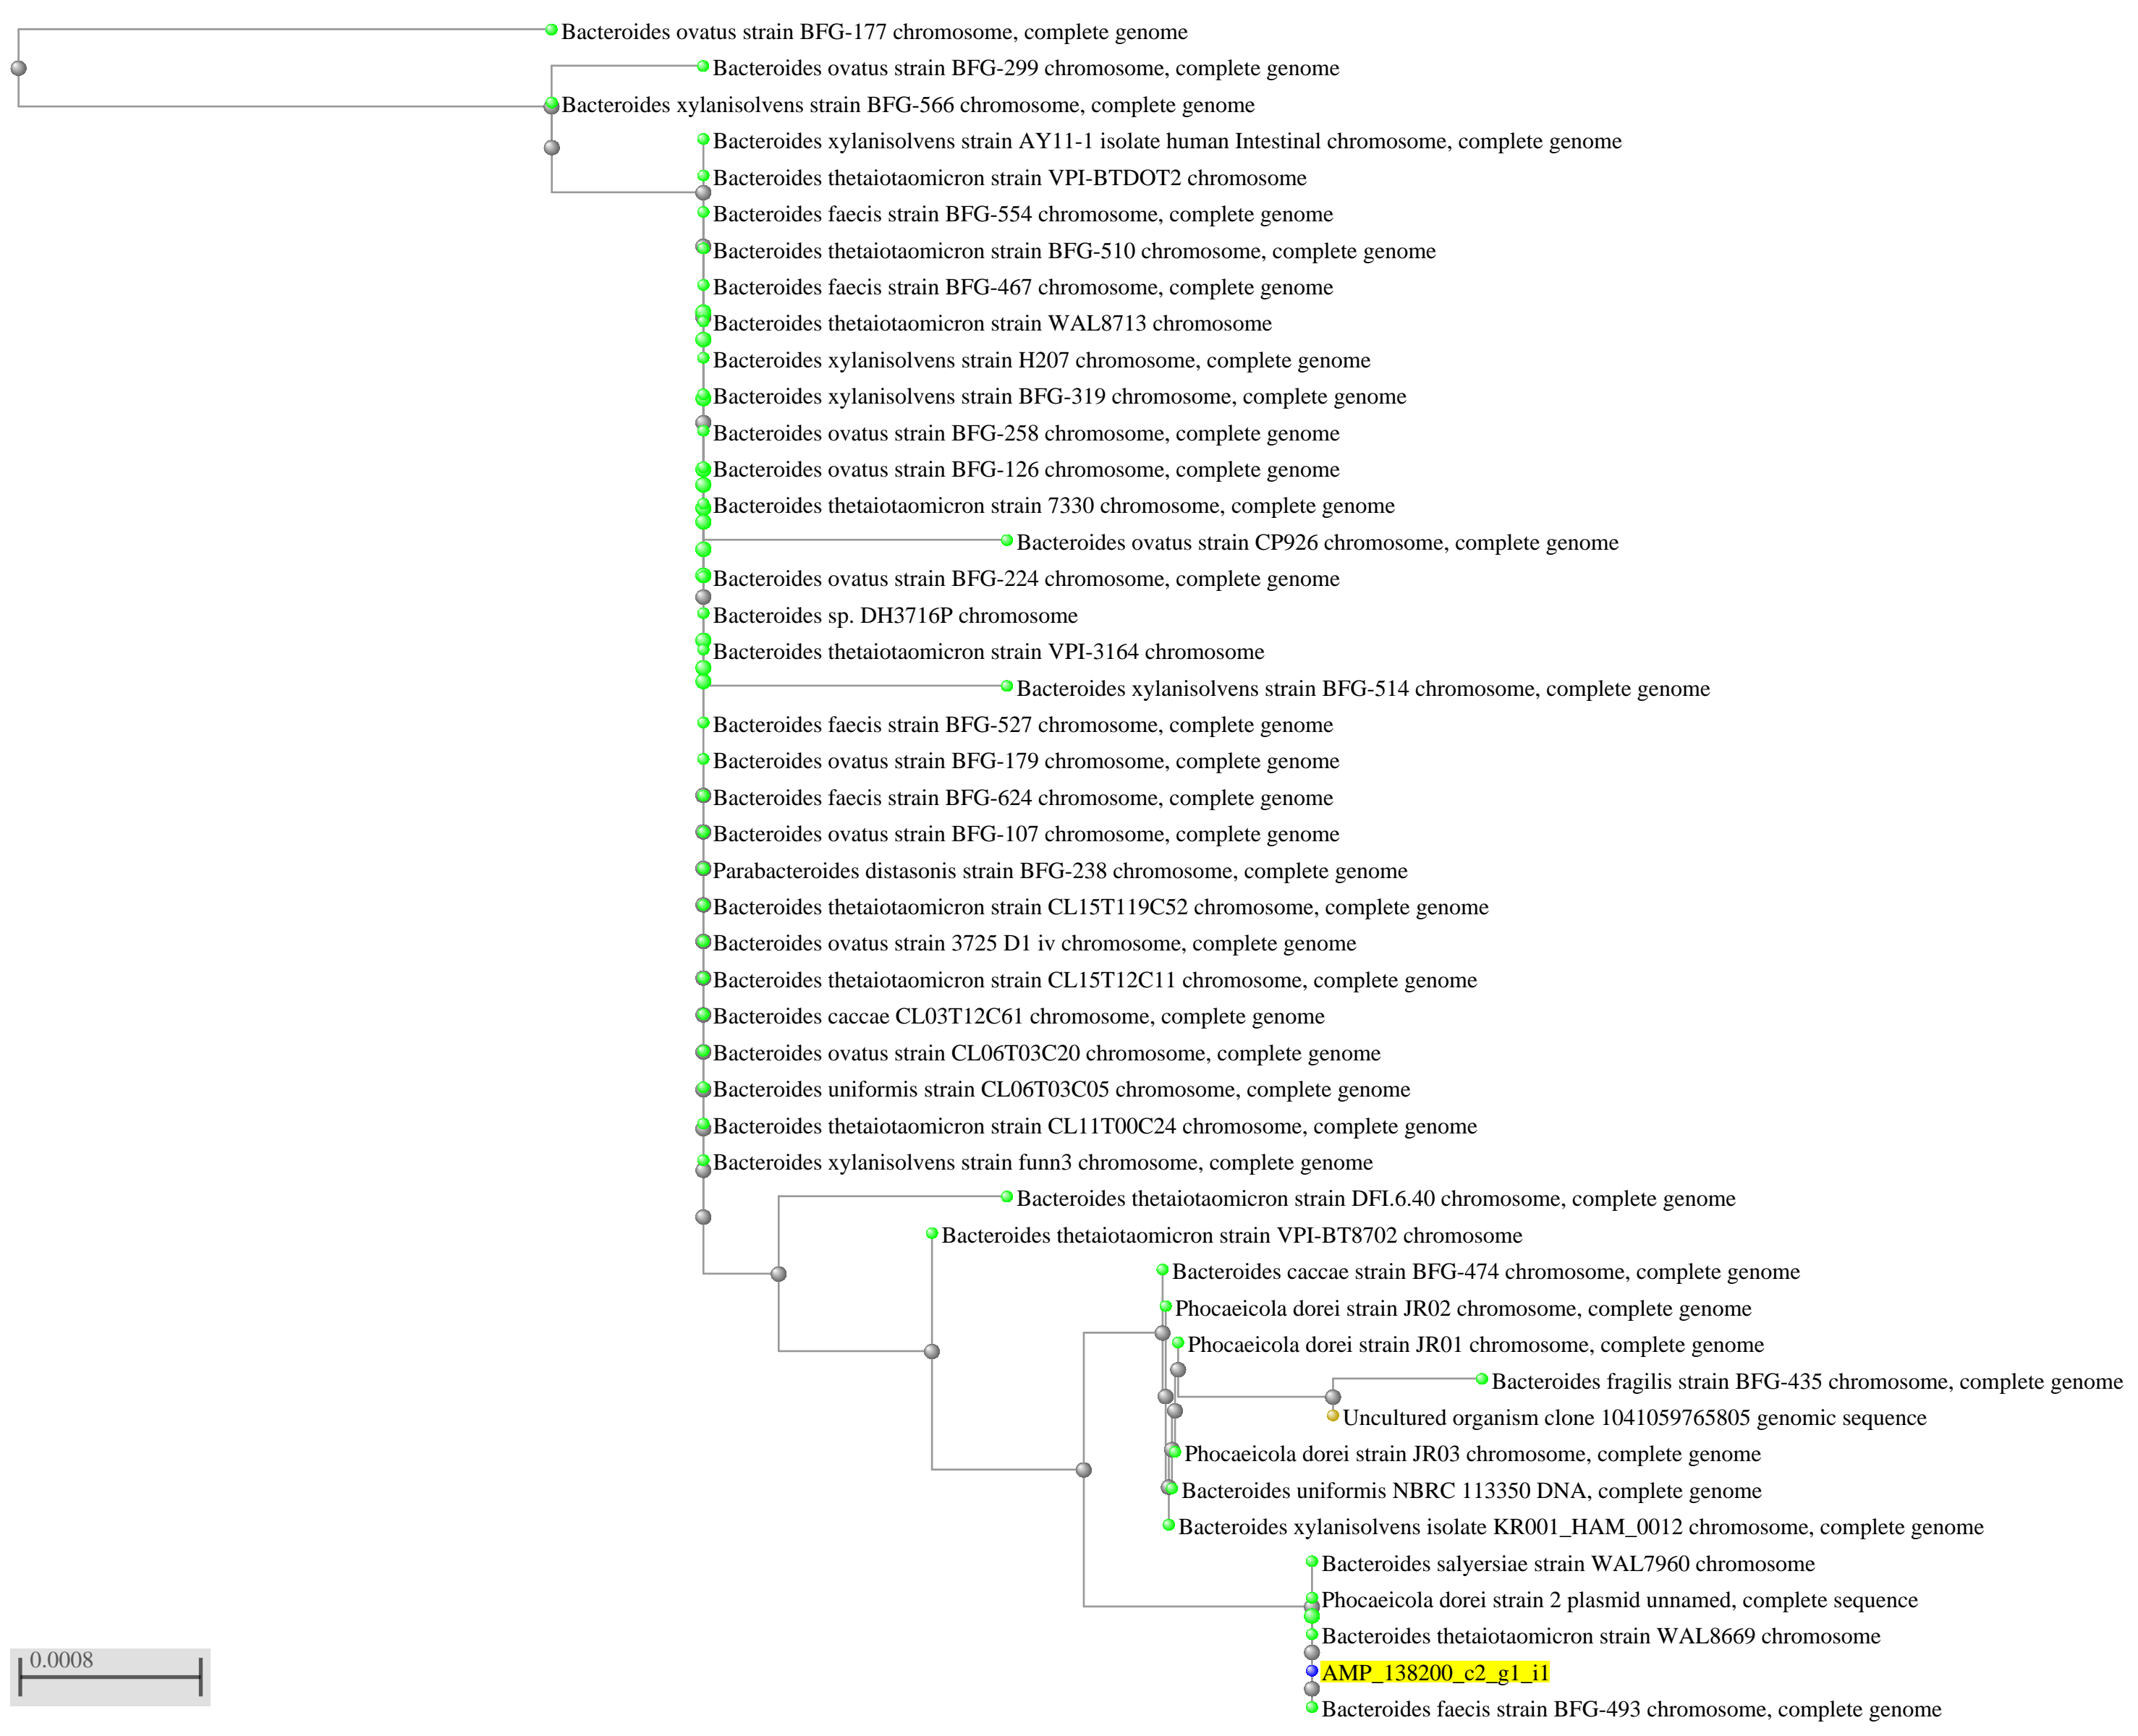 Bacteroides ovatus strain BFG-177 chromosome, complete genome
Bacteroides ovatus strain BFG-299 chromosome, complete genome
Bacteroides xylanisolvens strain BFG-566 chromosome, complete genome
Bacteroides xylanisolvens strain AY11-1 isolate human Intestinal chromosome, complete genome
Bacteroides thetaiotaomicron strain VPI-BTDOT2 chromosome
Bacteroides faecis strain BFG-554 chromosome, complete genome
Bacteroides thetaiotaomicron strain BFG-510 chromosome, complete genome
Bacteroides faecis strain BFG-467 chromosome, complete genome
Bacteroides thetaiotaomicron strain WAL8713 chromosome
Bacteroides xylanisolvens strain H207 chromosome, complete genome
Bacteroides xylanisolvens strain BFG-319 chromosome, complete genome
Bacteroides ovatus strain BFG-258 chromosome, complete genome
Bacteroides ovatus strain BFG-126 chromosome, complete genome
Bacteroides thetaiotaomicron strain 7330 chromosome, complete genome
Bacteroides ovatus strain CP926 chromosome, complete genome
Bacteroides ovatus strain BFG-224 chromosome, complete genome
Bacteroides sp. DH3716P chromosome
Bacteroides thetaiotaomicron strain VPI-3164 chromosome
Bacteroides xylanisolvens strain BFG-514 chromosome, complete genome
Bacteroides faecis strain BFG-527 chromosome, complete genome
Bacteroides ovatus strain BFG-179 chromosome, complete genome
Bacteroides faecis strain BFG-624 chromosome, complete genome
Bacteroides ovatus strain BFG-107 chromosome, complete genome
Parabacteroides distasonis strain BFG-238 chromosome, complete genome
Bacteroides thetaiotaomicron strain CL15T119C52 chromosome, complete genome
Bacteroides ovatus strain 3725 D1 iv chromosome, complete genome
Bacteroides thetaiotaomicron strain CL15T12C11 chromosome, complete genome
Bacteroides caccae CL03T12C61 chromosome, complete genome
Bacteroides ovatus strain CL06T03C20 chromosome, complete genome
Bacteroides uniformis strain CL06T03C05 chromosome, complete genome
Bacteroides thetaiotaomicron strain CL11T00C24 chromosome, complete genome
Bacteroides xylanisolvens strain funn3 chromosome, complete genome
Bacteroides thetaiotaomicron strain DFI.6.40 chromosome, complete genome
Bacteroides thetaiotaomicron strain VPI-BT8702 chromosome
Bacteroides caccae strain BFG-474 chromosome, complete genome
Phocaeicola dorei strain JR02 chromosome, complete genome
Phocaeicola dorei strain JR01 chromosome, complete genome
Bacteroides fragilis strain BFG-435 chromosome, complete genome
Uncultured organism clone 1041059765805 genomic sequence
Phocaeicola dorei strain JR03 chromosome, complete genome
Bacteroides uniformis NBRC 113350 DNA, complete genome
Bacteroides xylanisolvens isolate KR001_HAM_0012 chromosome, complete genome
Bacteroides salyersiae strain WAL7960 chromosome
Phocaeicola dorei strain 2 plasmid unnamed, complete sequence
Bacteroides thetaiotaomicron strain WAL8669 chromosome
0.0008
AMP_138200_c2_g1_i1
Bacteroides faecis strain BFG-493 chromosome, complete genome